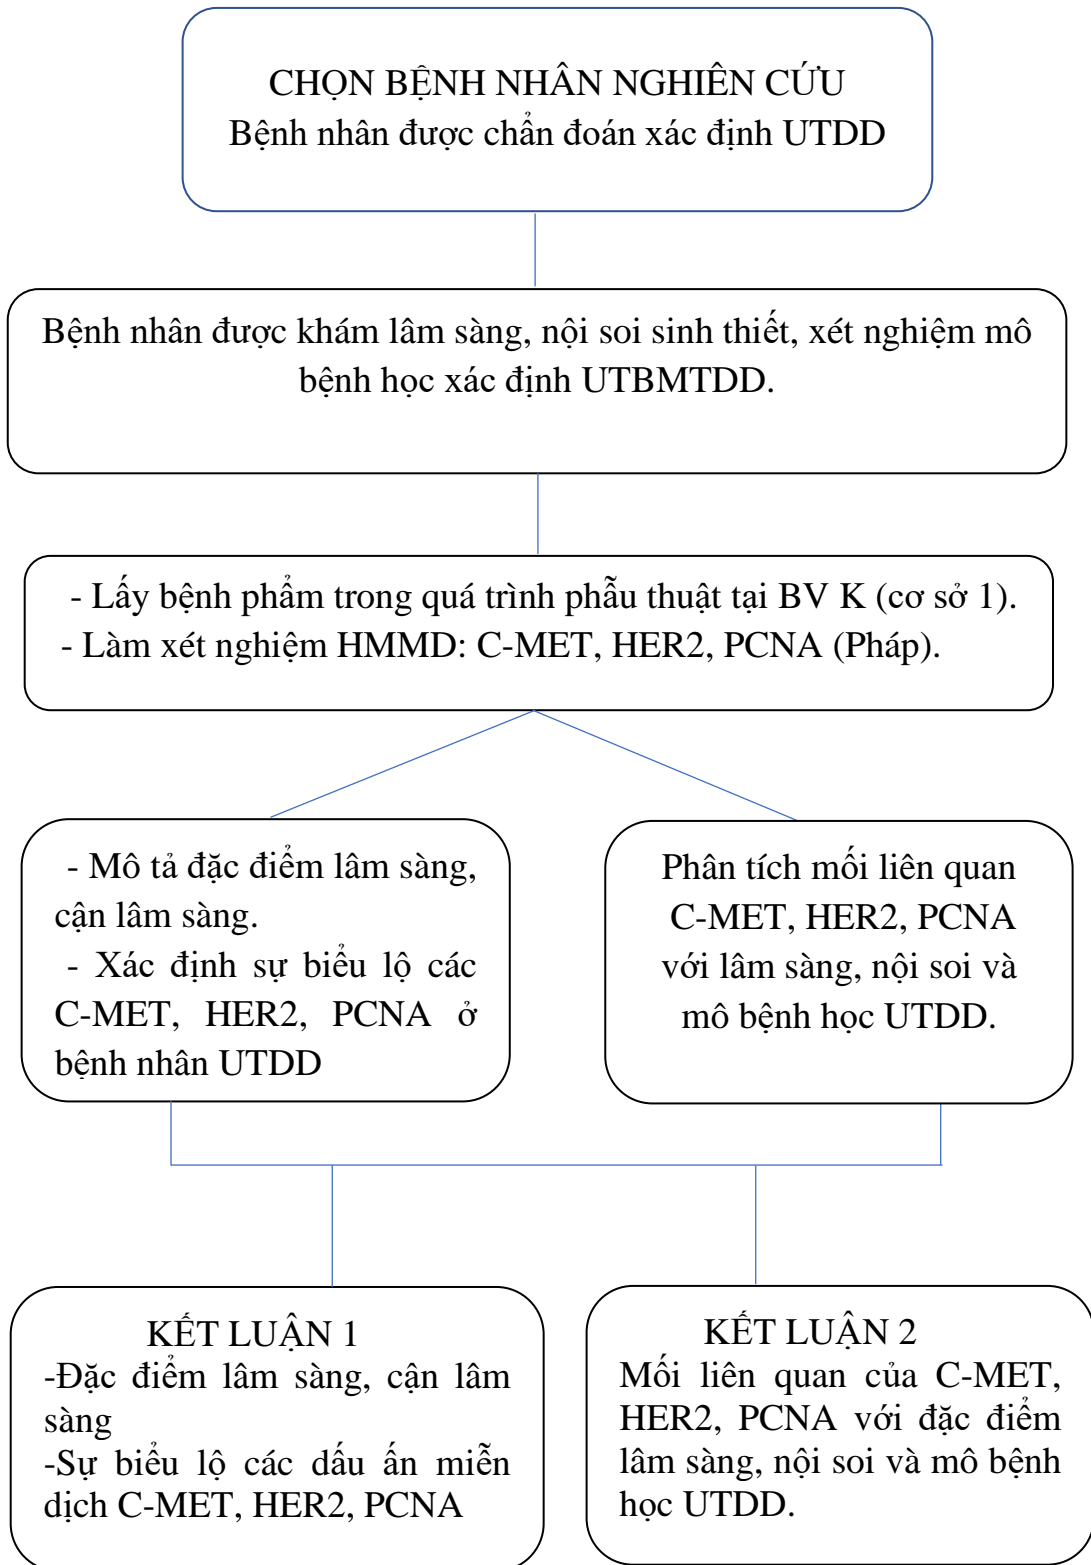 CHỌN BỆNH NHÂN NGHIÊN CỨU
Bệnh nhân được chẩn đoán xác định UTDD
Bệnh nhân được khám lâm sàng, nội soi sinh thiết, xét nghiệm mô
bệnh học xác định UTBMTDD.
- Lấy bệnh phẩm trong quá trình phẫu thuật tại BV K (cơ sở 1).
- Làm xét nghiệm HMMD: C-MET, HER2, PCNA (Pháp).
- Mô tả đặc điểm lâm sàng,
cận lâm sàng.
- Xác định sự biểu lộ các
C-MET, HER2, PCNA ở
bệnh nhân UTDD
Phân tích mối liên quan
C-MET, HER2, PCNA
với lâm sàng, nội soi và
mô bệnh học UTDD.
KẾT LUẬN 1
-Đặc điểm lâm sàng, cận lâm
sàng
-Sự biểu lộ các dấu ấn miễn
dịch C-MET, HER2, PCNA
KẾT LUẬN 2
Mối liên quan của C-MET,
HER2, PCNA với đặc điểm
lâm sàng, nội soi và mô bệnh
học UTDD.